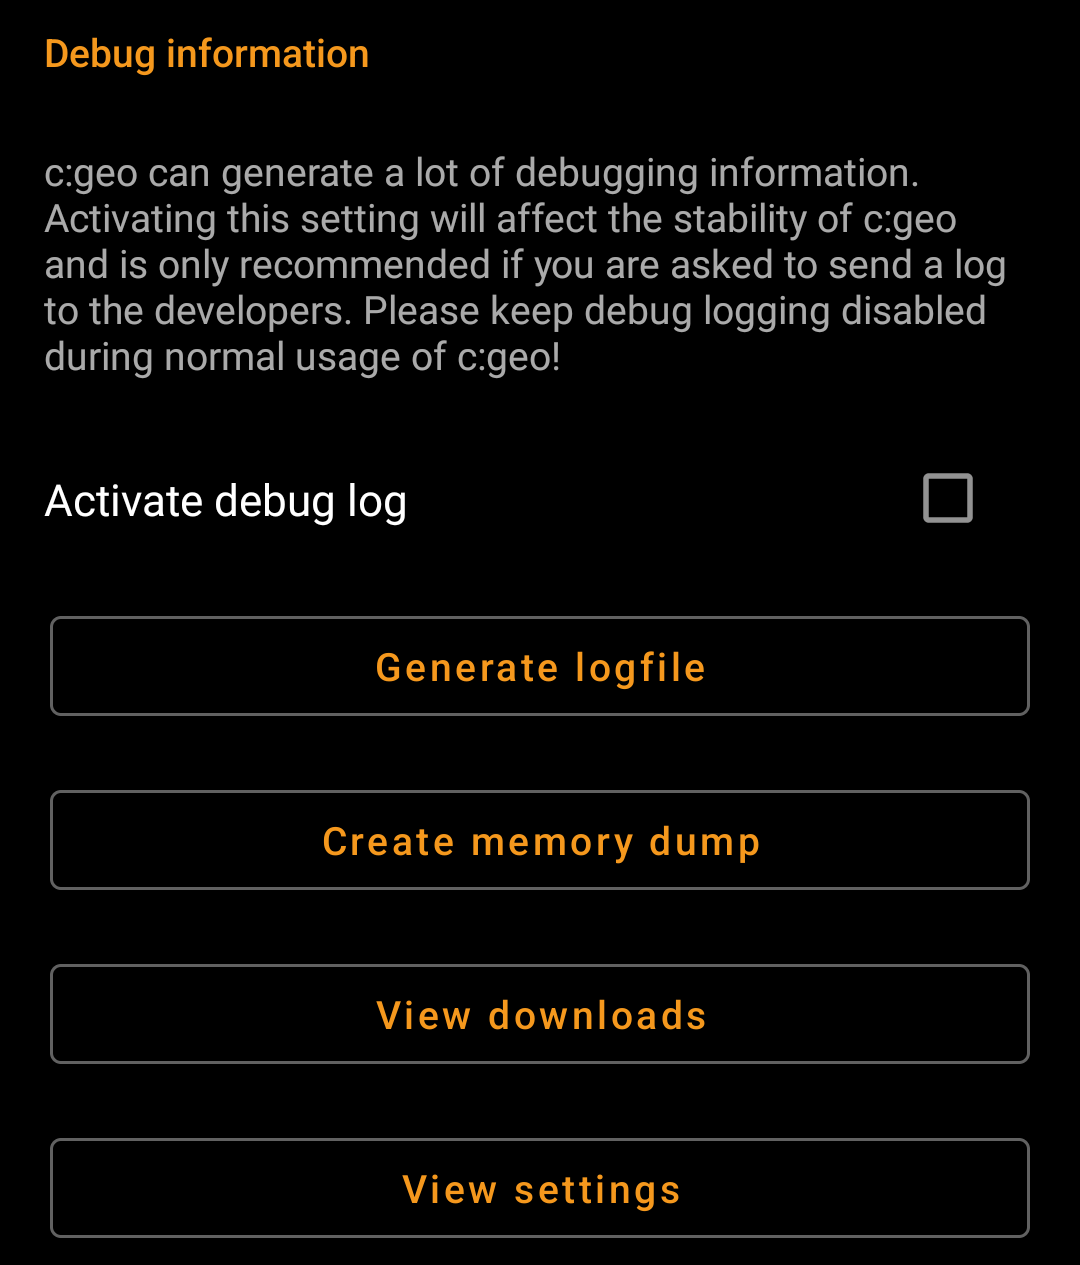 Debug information
c:geo can generate a lot of debugging information.
Activating this setting will affect the stability of c:geo
and is only recommended if you are asked to send a log
to the developers. Please keep debug logging disabled
during normal usage of c:geo!
Activate debug log
Generate logfile
Create memory dump
View downloads
View settings